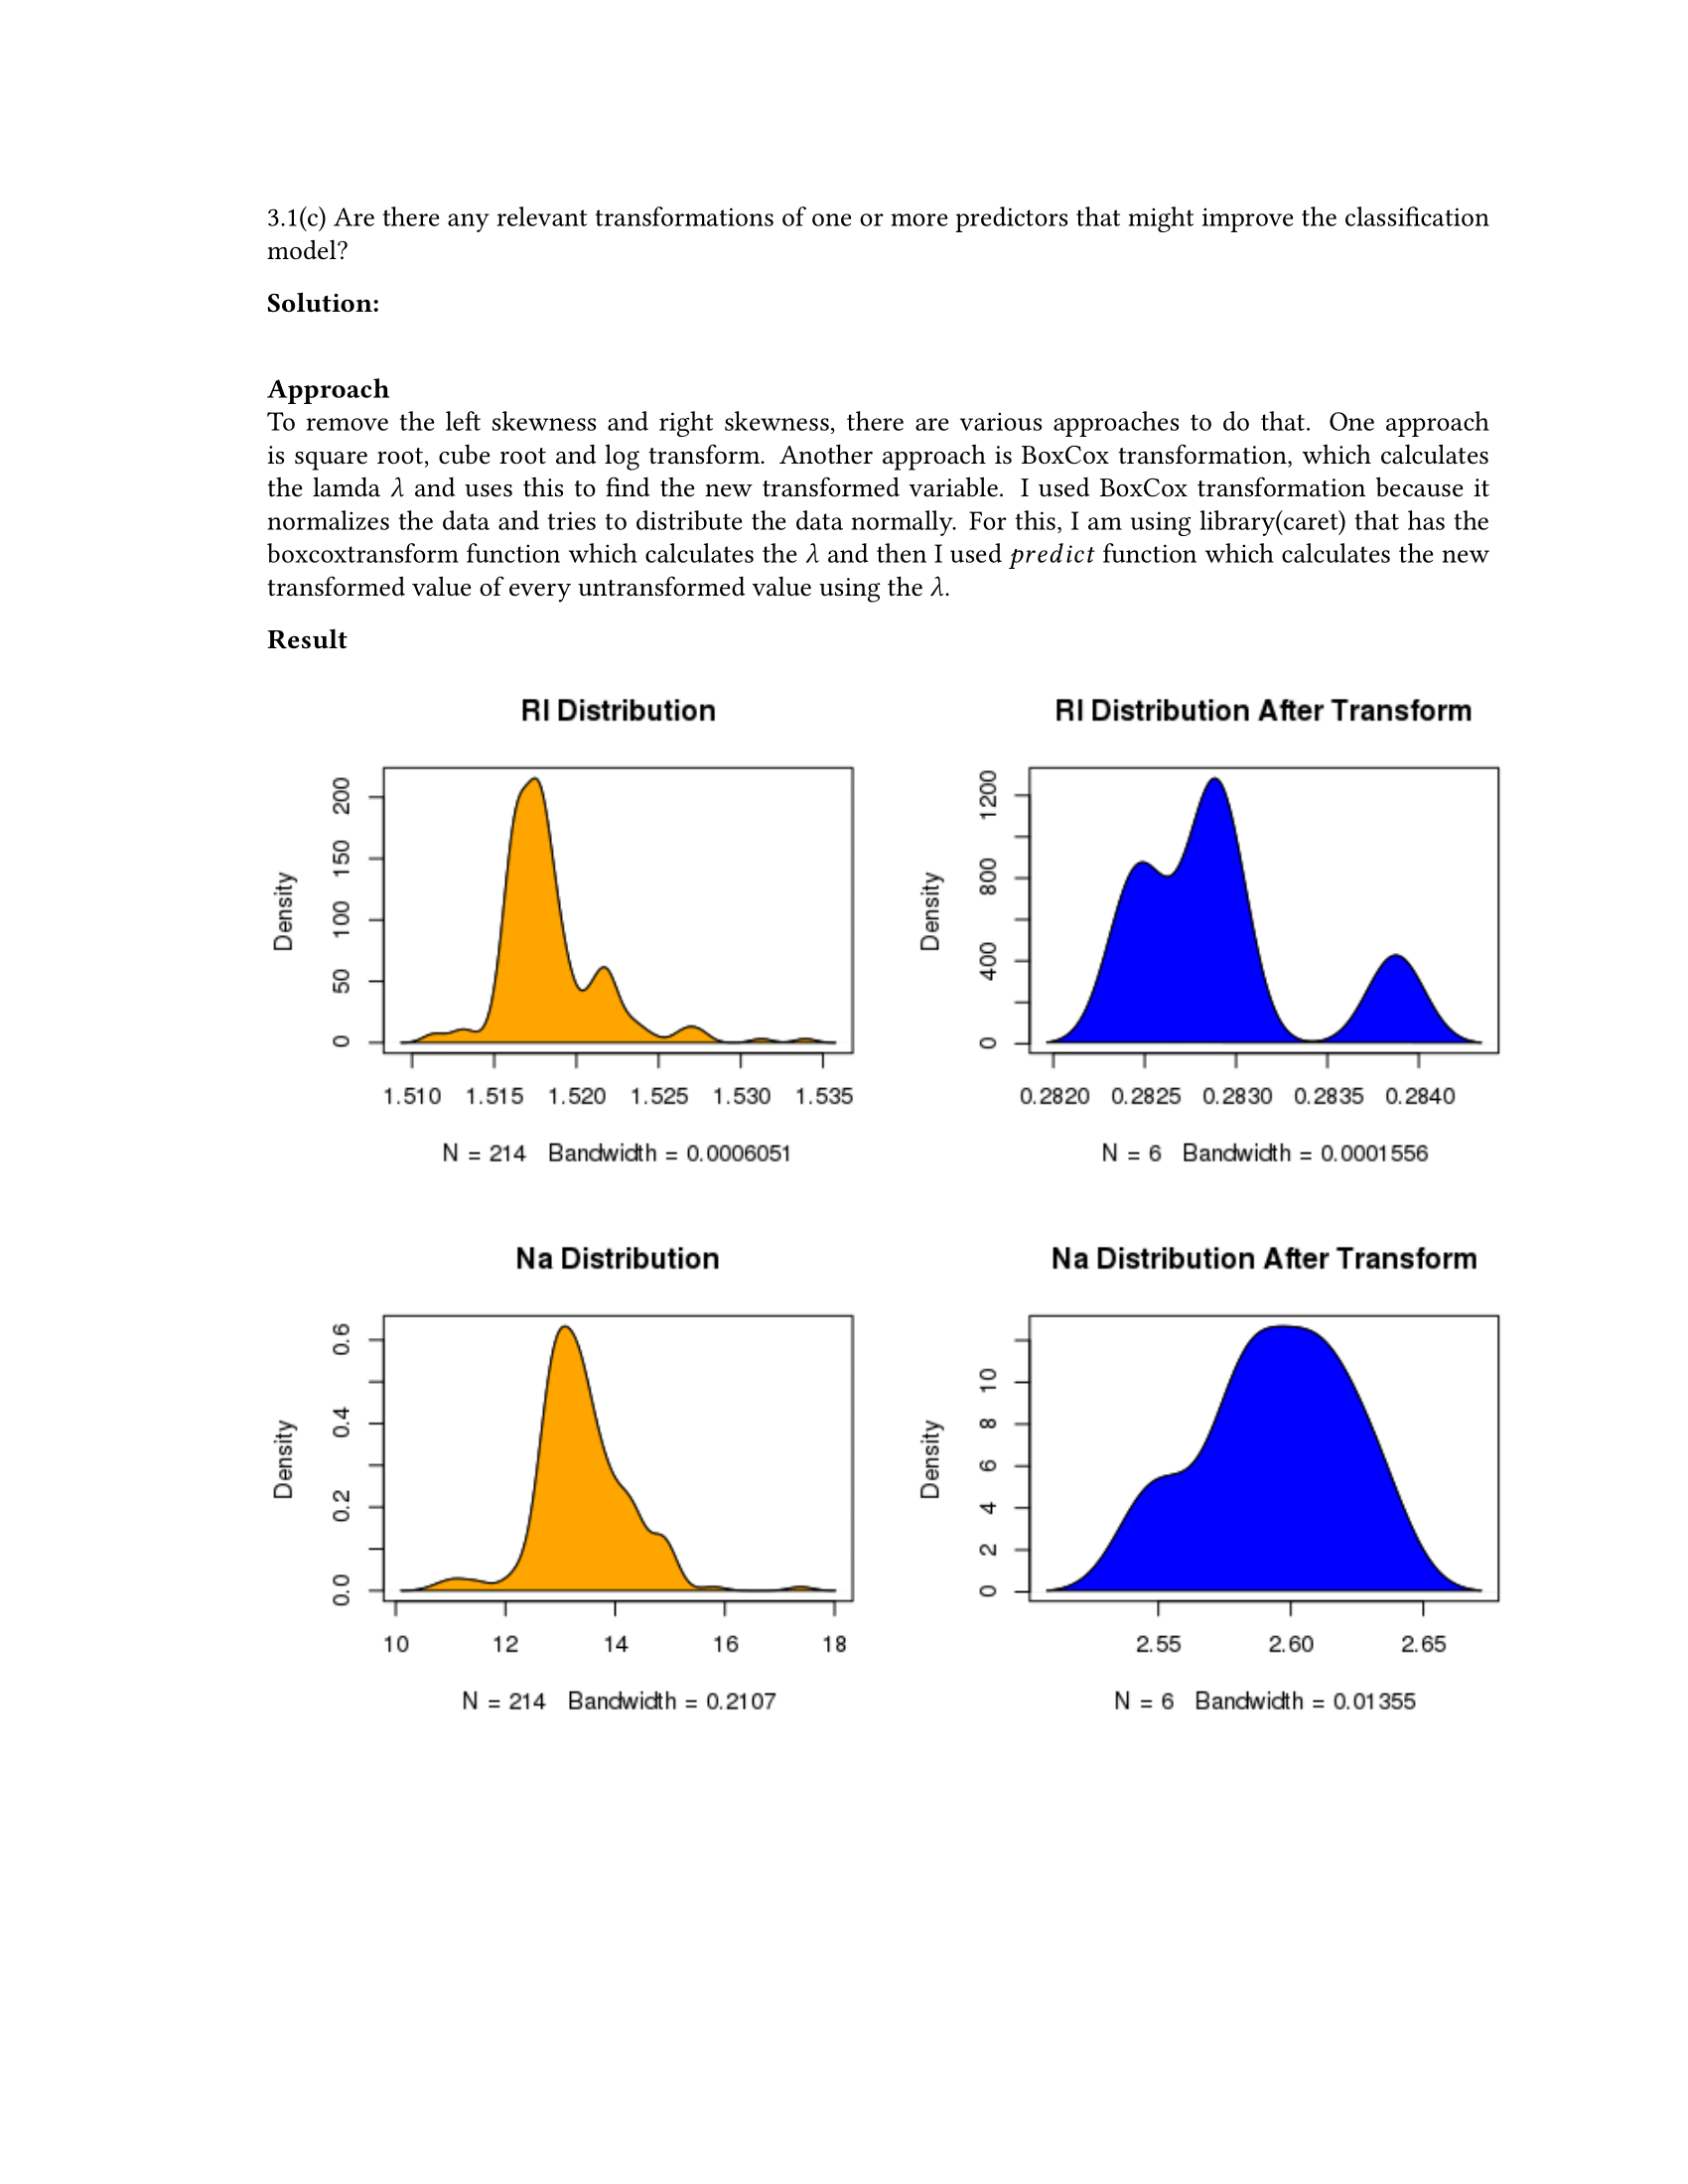 3.1(c) Are there any relevant transformations of one or more predictors that might improve the classification
model?
Solution:
Approach
To remove the left skewness and right skewness, there are various approaches to do that. One approach
is square root, cube root and log transform. Another approach is BoxCox transformation, which calculates
the lamda λ and uses this to find the new transformed variable. I used BoxCox transformation because it
normalizes the data and tries to distribute the data normally. For this, I am using library(caret) that has the
boxcoxtransform function which calculates the λ and then I used predict function which calculates the new
transformed value of every untransformed value using the λ.
Result
RI Distribution
Density
0 50 100 150 200
1.510 1.515 1.520 1.525 1.530 1.535
N = 214 Bandwidth = 0.0006051
RI Distribution After Transform
Density
0 400 800 1200
0.2820 0.2825 0.2830 0.2835 0.2840
N = 6 Bandwidth = 0.0001556
Na Distribution
Density
0.0 0.2 0.4 0.6
10 12 14 16 18
N = 214 Bandwidth = 0.2107
Na Distribution After Transform
Density
0 2 4 6 8 10
2.55 2.60 2.65
N = 6 Bandwidth = 0.01355